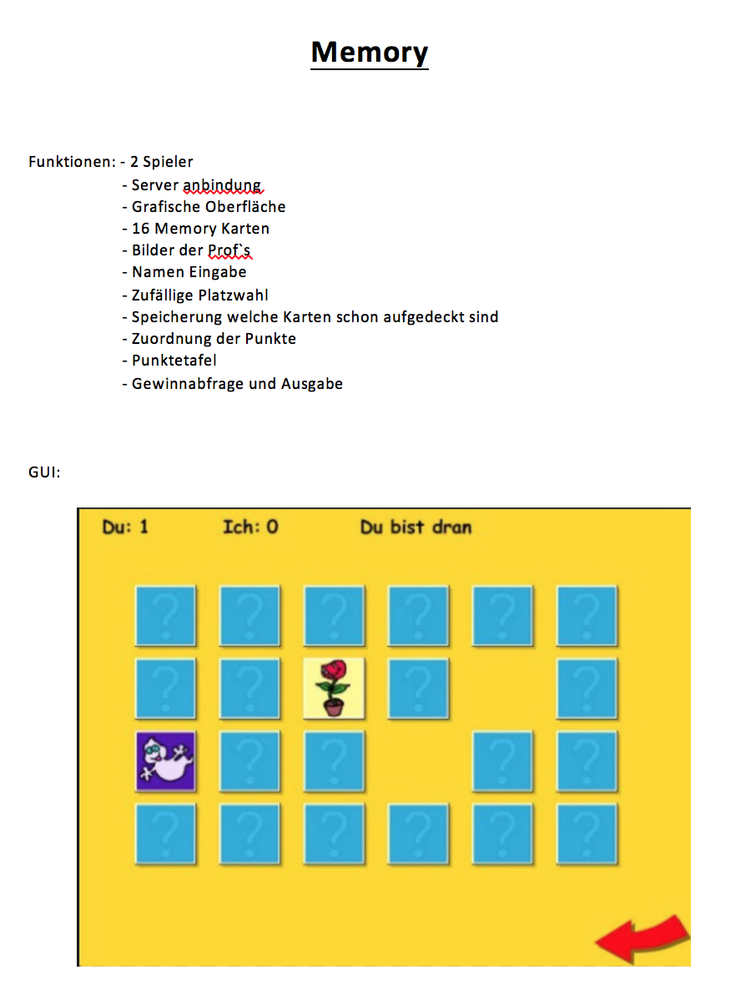 Memory
Funktionen: - 2 Spieler
- Server anbindung
- Grafische Oberfläche
- 16 Memory Karten
- Bilder der Prof`s
- Namen Eingabe
- Zufällige Platzwahl
- Speicherung welche Karten schon aufgedeckt sind
- Zuordnung der Punkte
- Punktetafel
- Gewinnabfrage und Ausgabe
GUI:
Du: 1 Ich: 0 Du bist dran
? ? ? ? ? ?
? ? ? ?
? ? ? ?
? ? ? ? ? ?